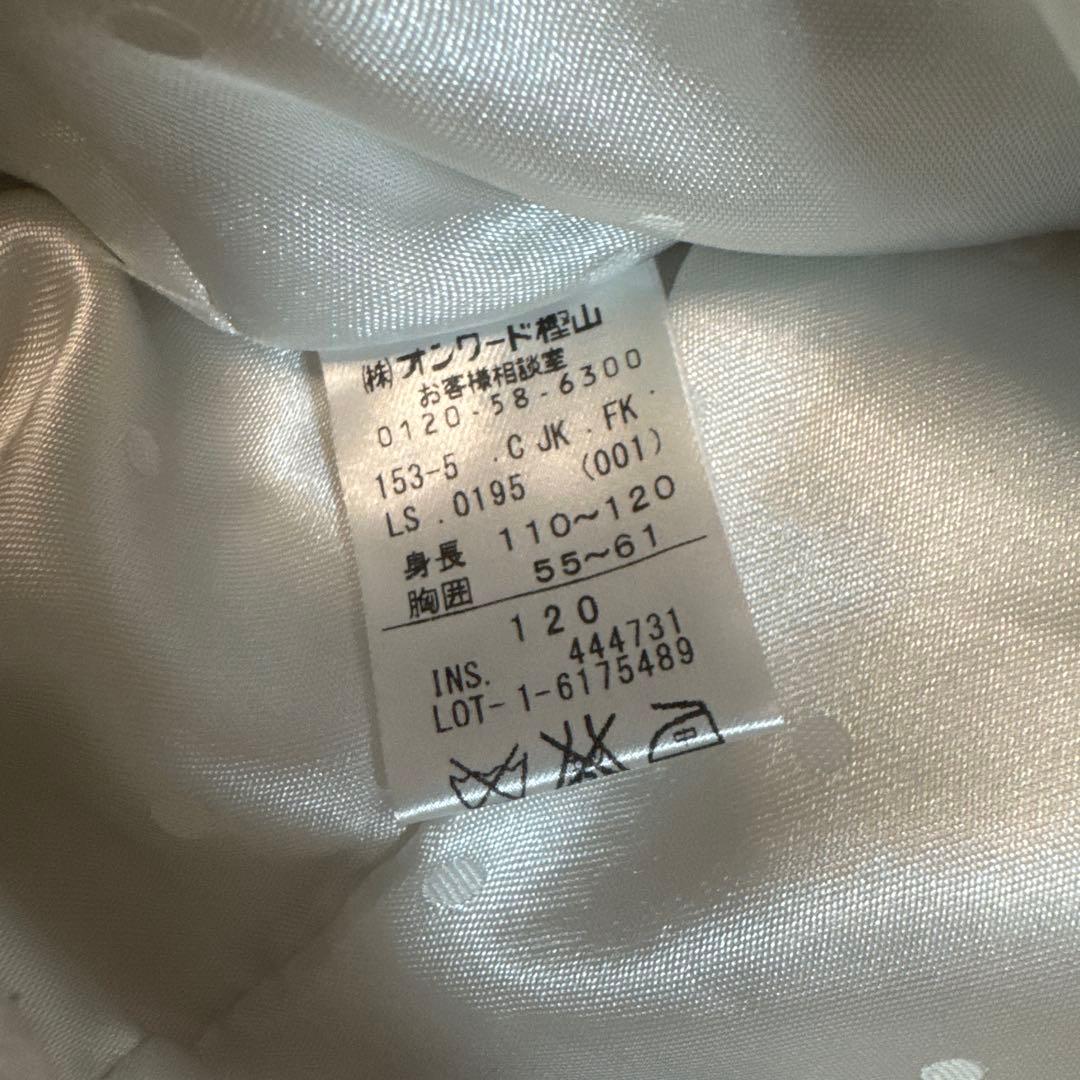 (株)オンワード樫山
お客様相談室
0120-58-6300
153-5 .C JK . FK .
LS . 0195 (001)
身長 110~120
胸囲 55~61
120
INS. 444731
LOT- 1-6175489